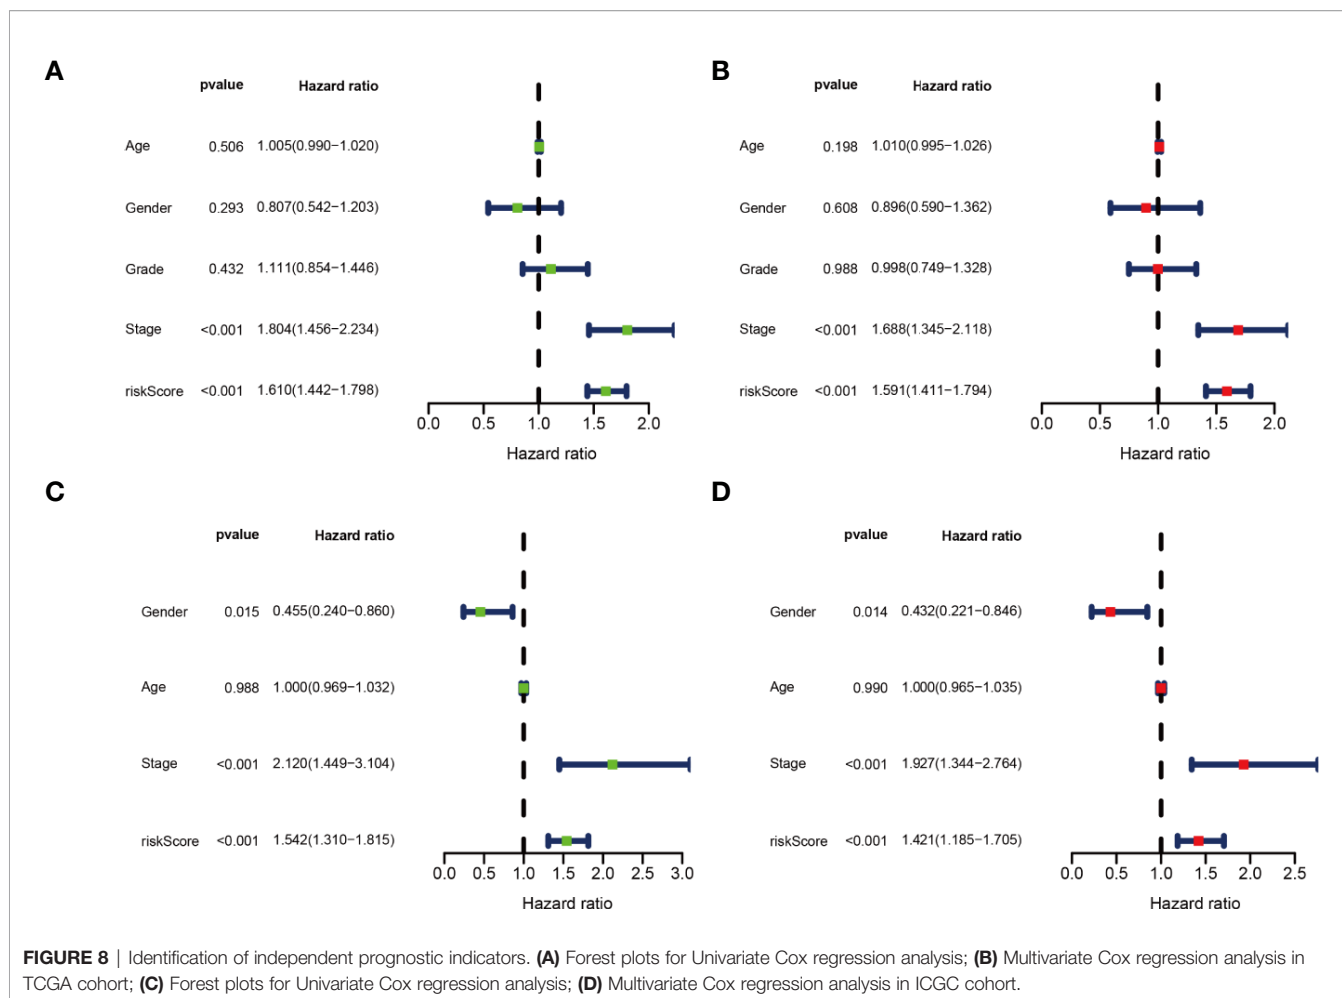 A
pvalue Hazard ratio
Age 0.506 1.005(0.990−1.020)
Gender 0.293 0.807(0.542−1.203)
Grade 0.432 1.111(0.854−1.446)
Stage <0.001 1.804(1.456−2.234)
riskScore <0.001 1.610(1.442−1.798)
0.0 0.5 1.0 1.5 2.0
Hazard ratio
B
pvalue Hazard ratio
Age 0.198 1.010(0.995−1.026)
Gender 0.608 0.896(0.590−1.362)
Grade 0.988 0.998(0.749−1.328)
Stage <0.001 1.688(1.345−2.118)
riskScore <0.001 1.591(1.411−1.794)
0.0 0.5 1.0 1.5 2.0
Hazard ratio
C
pvalue Hazard ratio
Gender 0.015 0.455(0.240−0.860)
Age 0.988 1.000(0.969−1.032)
Stage <0.001 2.120(1.449−3.104)
riskScore <0.001 1.542(1.310−1.815)
0.0 0.5 1.0 1.5 2.0 2.5 3.0
Hazard ratio
D
pvalue Hazard ratio
Gender 0.014 0.432(0.221−0.846)
Age 0.990 1.000(0.965−1.035)
Stage <0.001 1.927(1.344−2.764)
riskScore <0.001 1.421(1.185−1.705)
0.0 0.5 1.0 1.5 2.0 2.5
Hazard ratio
FIGURE 8 | Identification of independent prognostic indicators. (A) Forest plots for Univariate Cox regression analysis; (B) Multivariate Cox regression analysis in
TCGA cohort; (C) Forest plots for Univariate Cox regression analysis; (D) Multivariate Cox regression analysis in ICGC cohort.